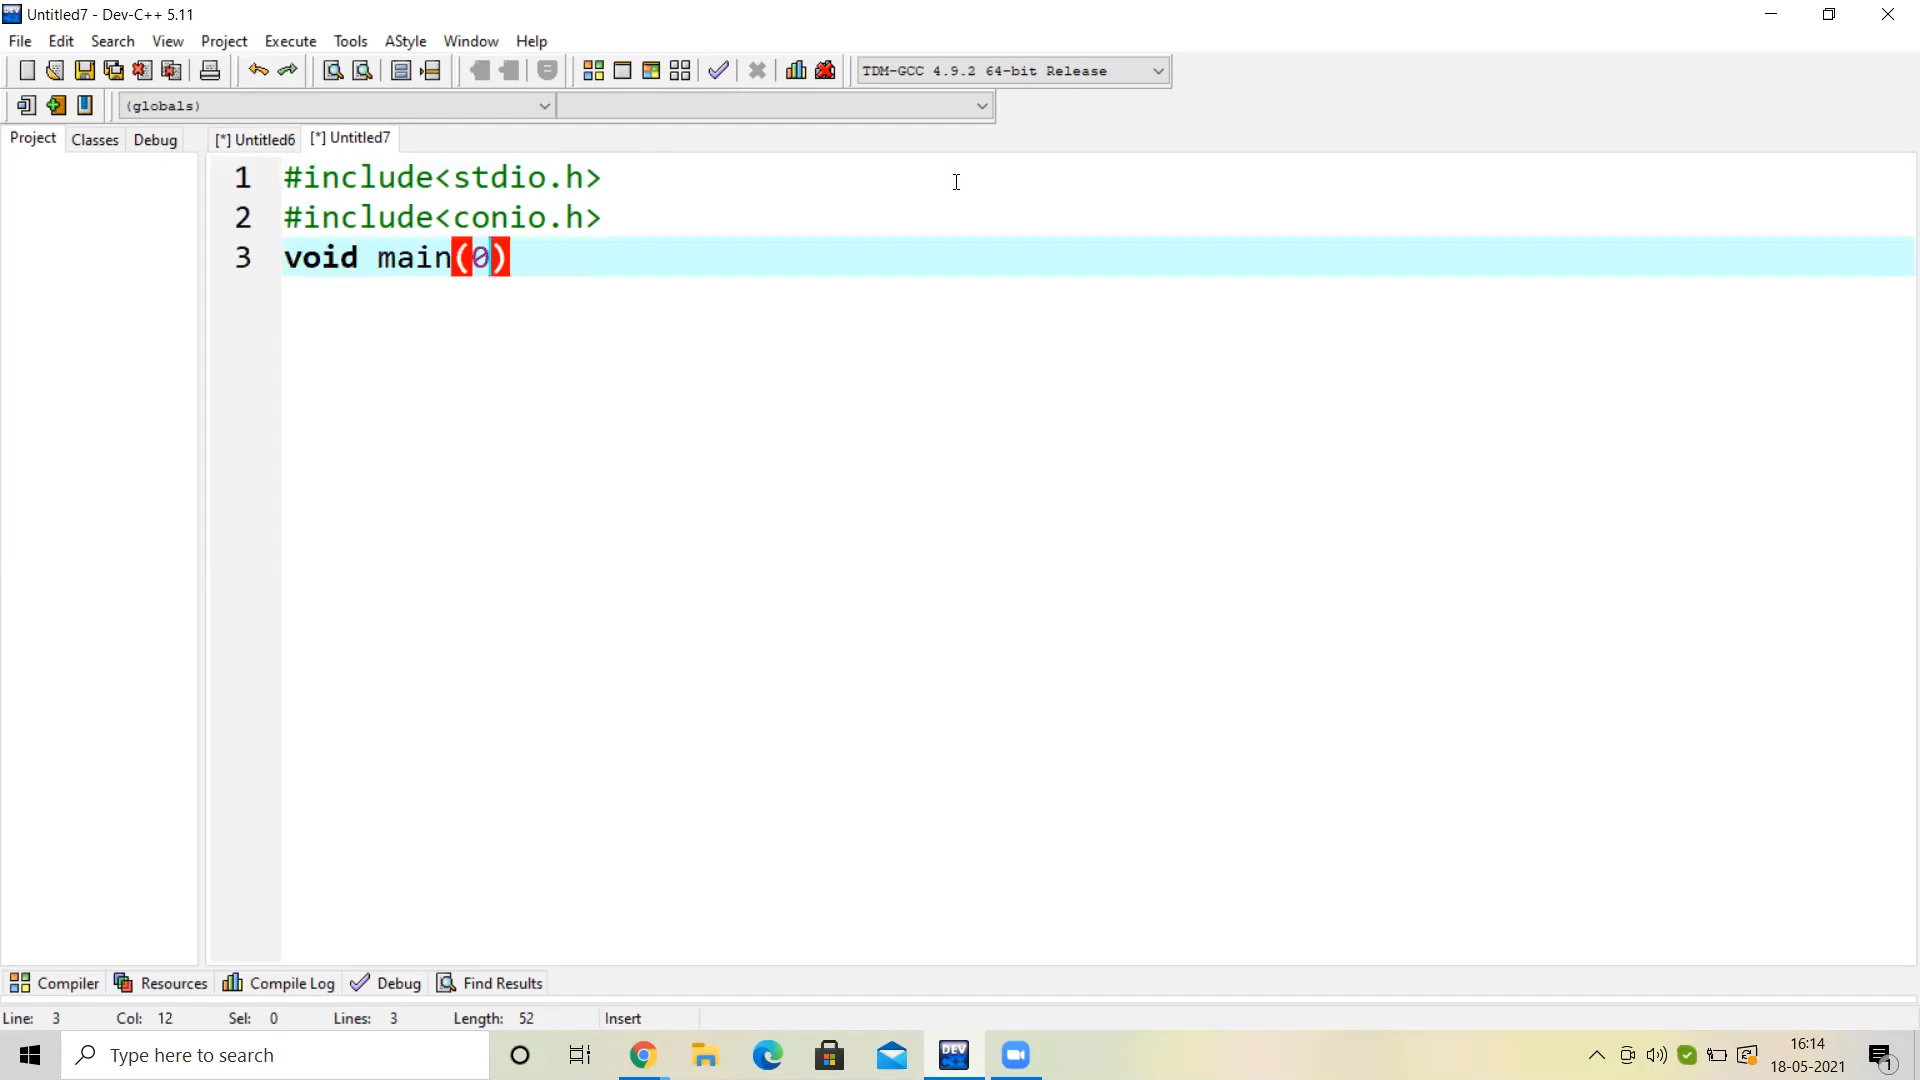 Untitled7 - Dev-C++ 5.11
File Edit Search View Project Execute Tools AStyle Window Help
TDM-GCC 4.9.2 64-bit Release
(globals)
Project Classes Debug [*] Untitled6 [*] Untitled7
1 #include<stdio.h>
2 #include<conio.h>
3 void main(0)
Compiler Resources Compile Log Debug Find Results
Line: 3 Col: 12 Sel: 0 Lines: 3 Length: 52 Insert
Type here to search
DEV
C++
16:14
18-05-2021
1